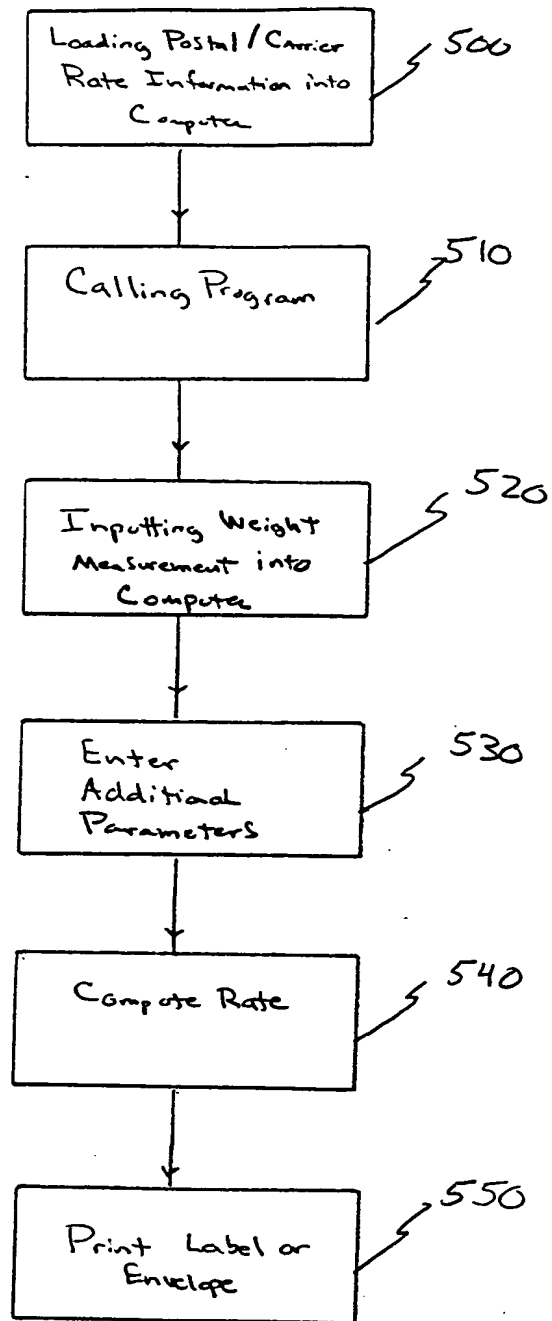 Loading Postal/Carrier
Rate Information into
Computer
500
Calling Program
510
Inputting Weight
Measurement into
Computer
520
Enter
Additional
Parameters
530
Compute Rate
540
Print Label or
Envelope
550